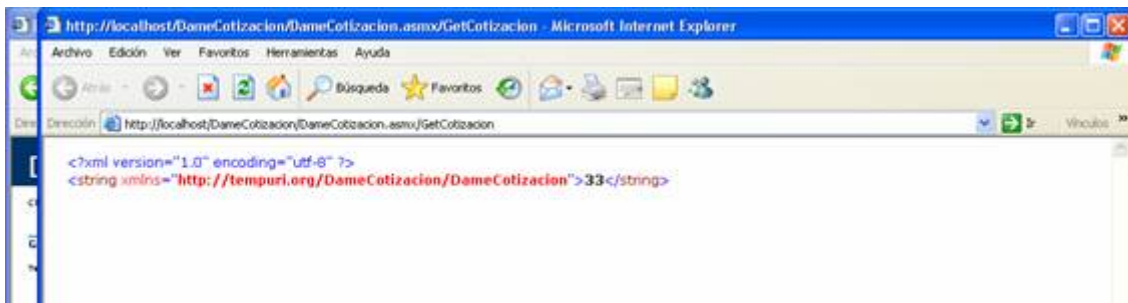 http://localhost/DameCotizacion/DameCotizacion.asmx/GetCotizacion - Microsoft Internet Explorer
Archivo Edición Ver Favoritos Herramientas Ayuda
Atrás Búsqueda Favoritos
Dirección http://localhost/DameCotizacion/DameCotizacion.asmx/GetCotizacion Ir Vínculos »
<?xml version="1.0" encoding="utf-8" ?>
<string xmlns="http://tempuri.org/DameCotizacion/DameCotizacion">33</string>